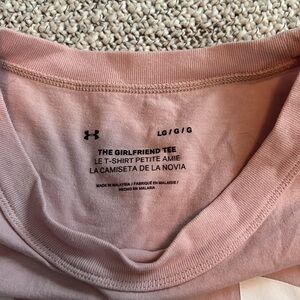 LG / G / G
THE GIRLFRIEND TEE
LE T-SHIRT PETITE AMIE
LA CAMISETA DE LA NOVIA
MADE IN MALAYSIA / FABRIQUÉ EN MALAISIE /
HECHO EN MALASIA